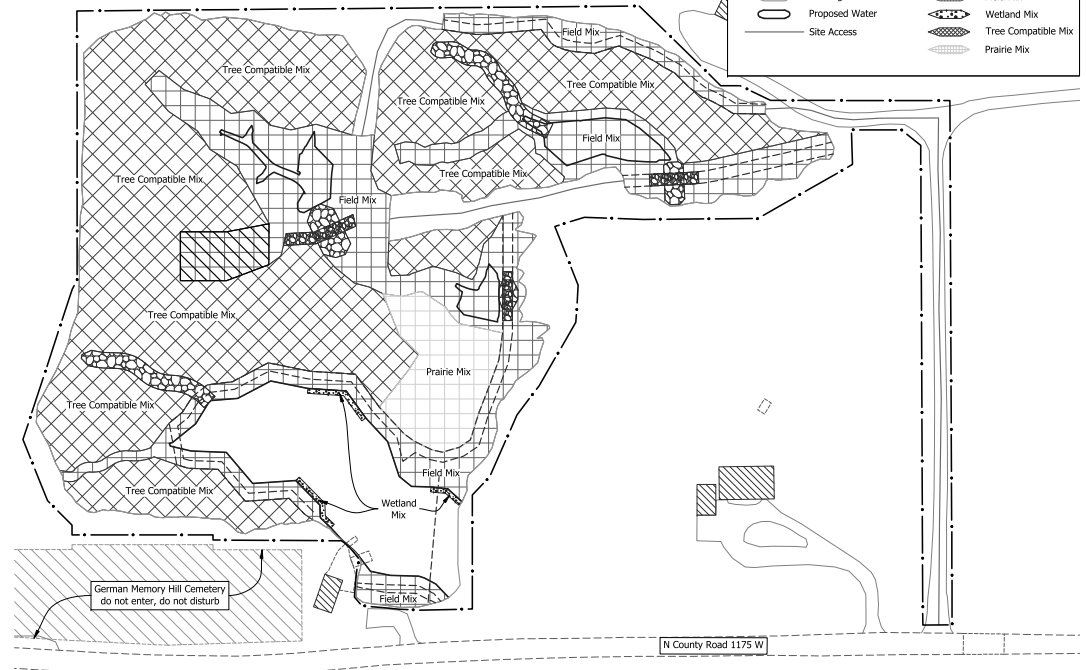 Proposed Water
Wetland Mix
Site Access
Tree Compatible Mix
Prairie Mix
Field Mix
Tree Compatible Mix
Tree Compatible Mix
Tree Compatible Mix
Field Mix
Tree Compatible Mix
Tree Compatible Mix
Field Mix
Tree Compatible Mix
Prairie Mix
Tree Compatible Mix
Field Mix
Tree Compatible Mix
Wetland
Mix
German Memory Hill Cemetery
do not enter, do not disturb
Field Mix
N County Road 1175 W